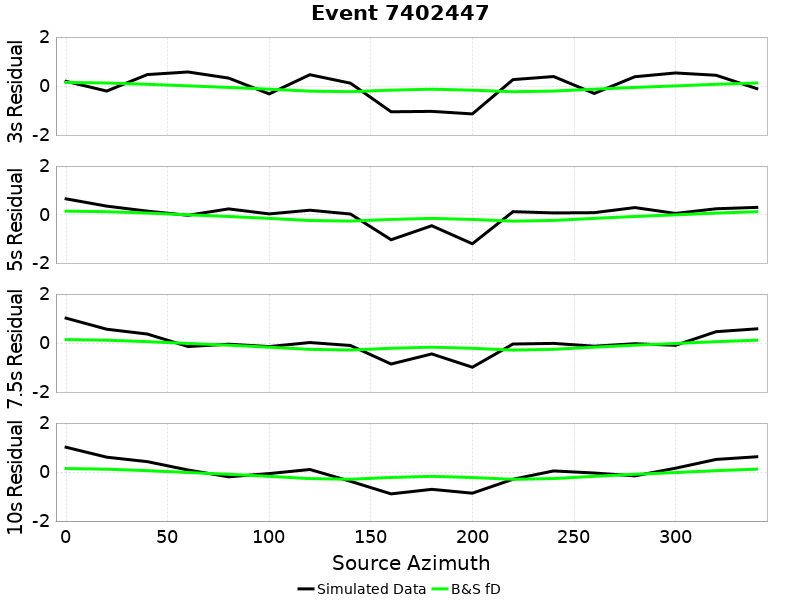 Event 7402447
3s Residual
2
0
-2
5s Residual
2
0
-2
7.5s Residual
2
0
-2
10s Residual
2
0
-2
0 50 100 150 200 250 300
Source Azimuth
Simulated Data B&S fD